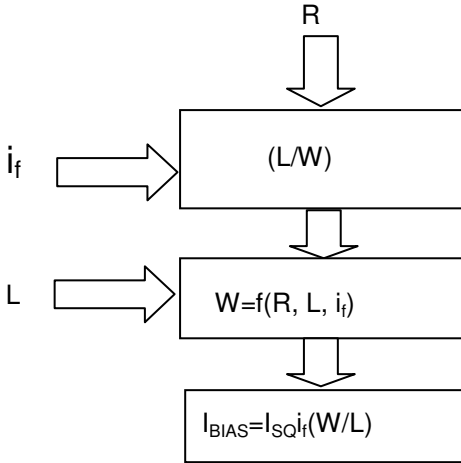 R
(L/W)
i_f
L
W=f(R, L, i_f)
I_BIAS=I_SQ i_f(W/L)